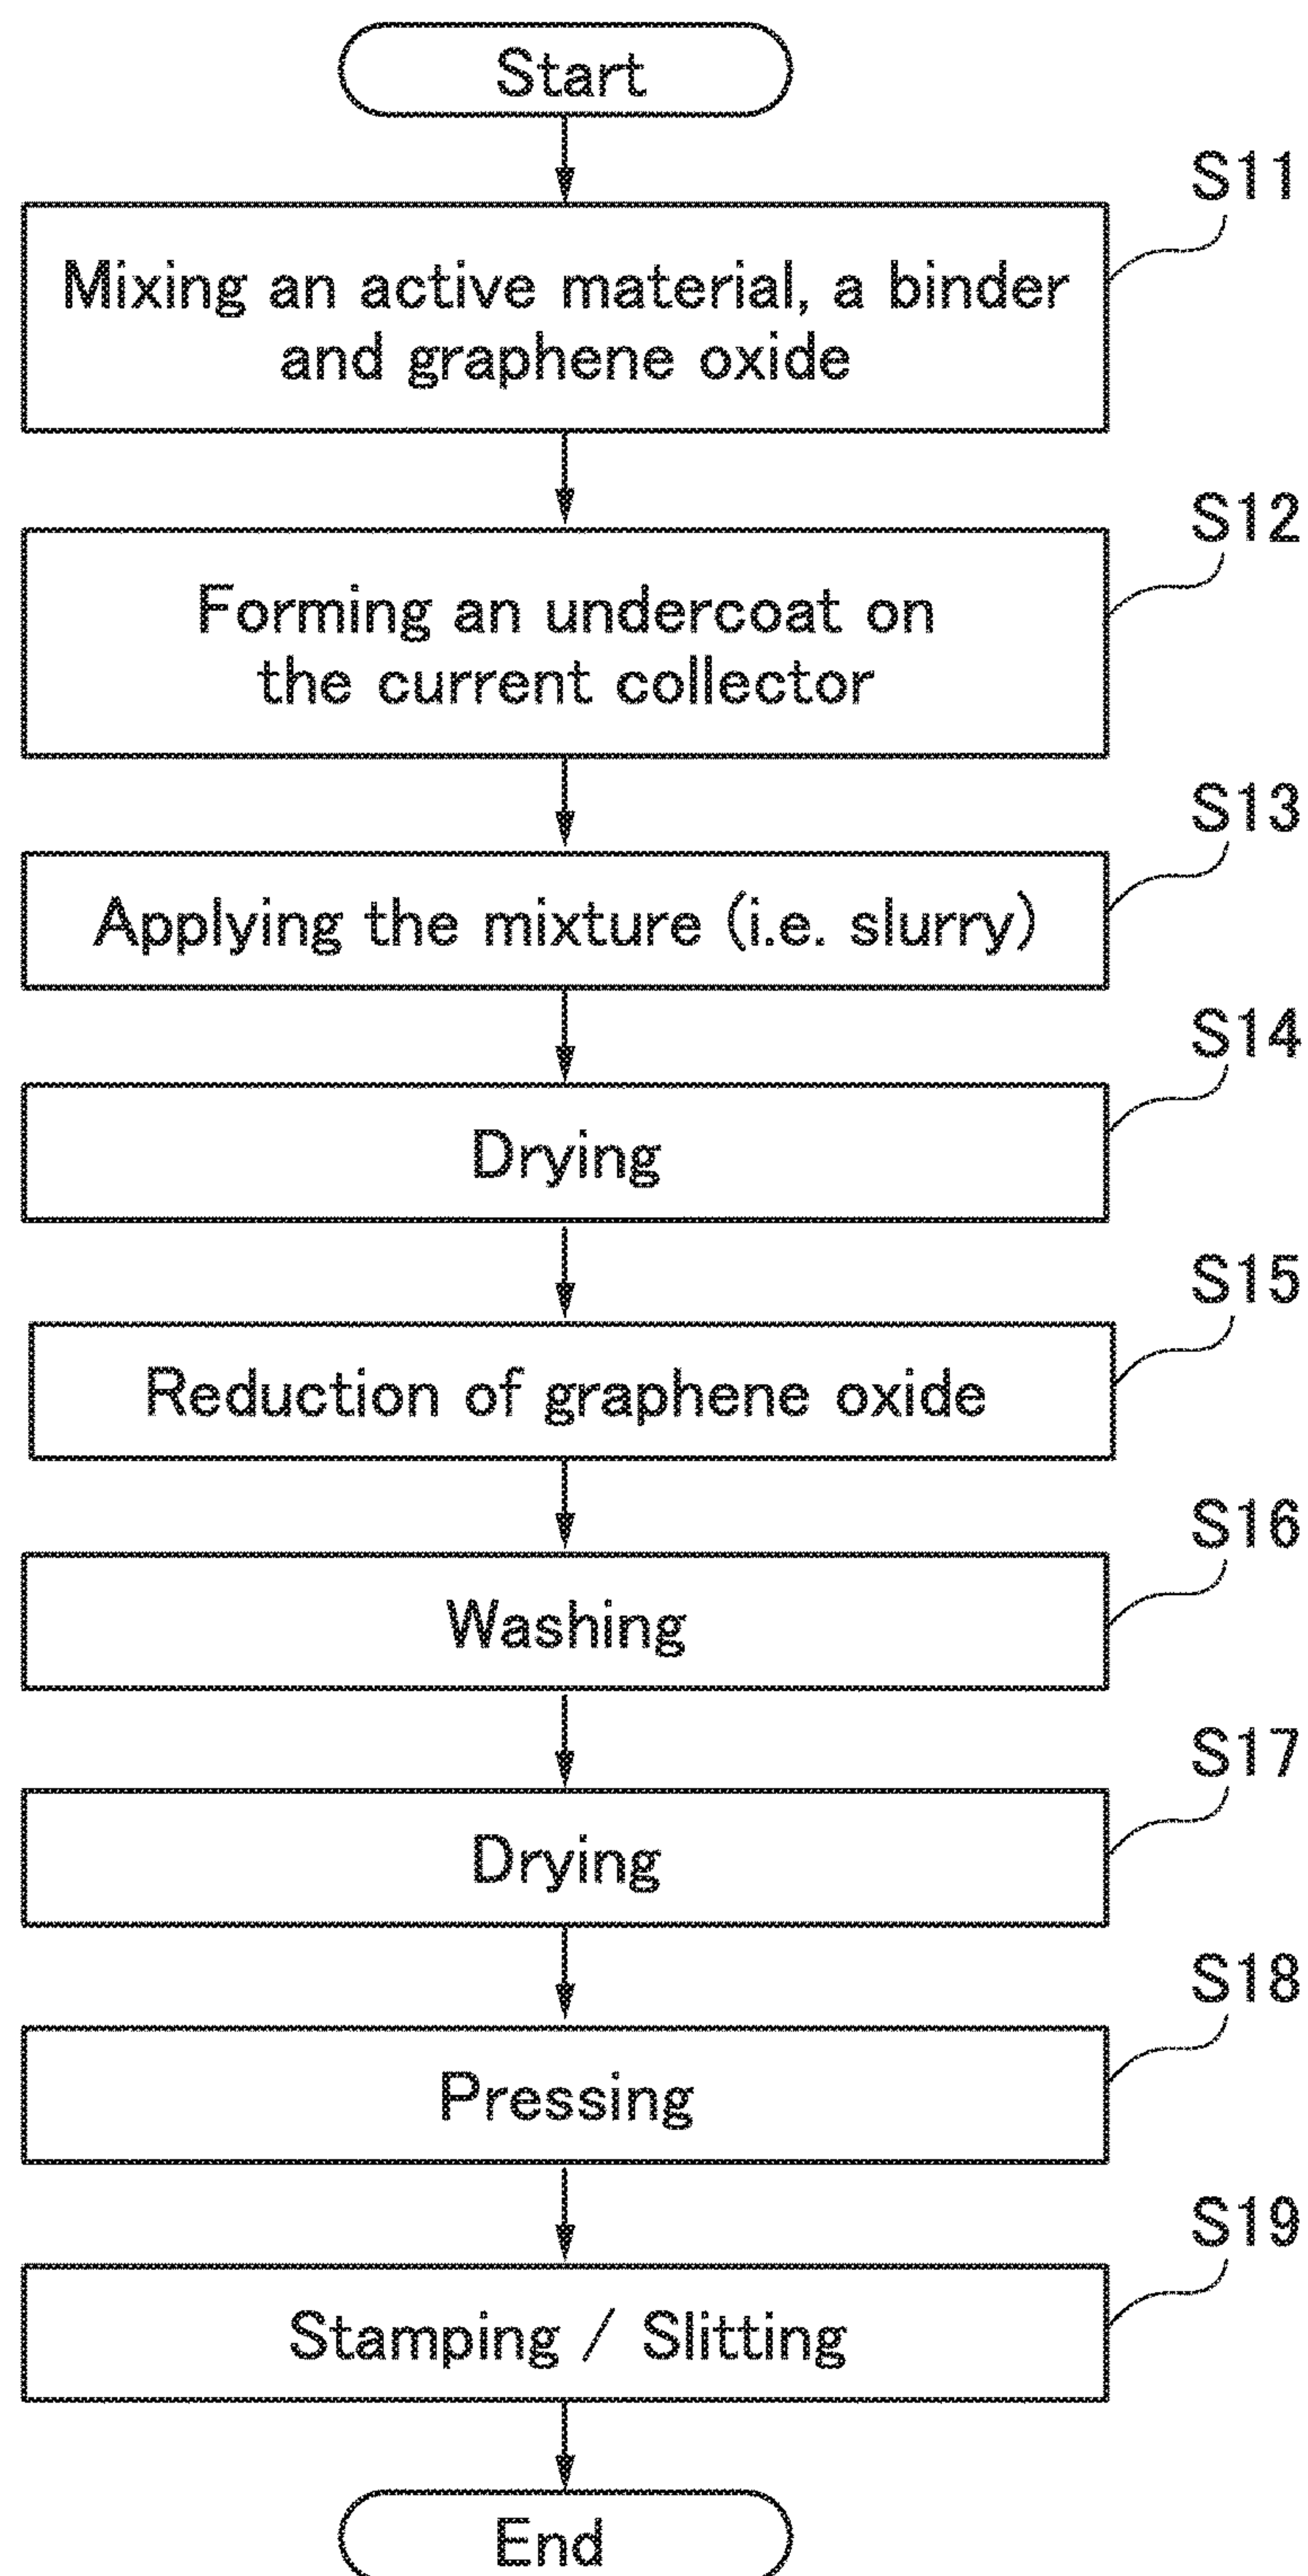 Start
S11
Mixing an active material, a binder
and graphene oxide
S12
Forming an undercoat on
the current collector
S13
Applying the mixture (i.e. slurry)
S14
Drying
S15
Reduction of graphene oxide
S16
Washing
S17
Drying
S18
Pressing
S19
Stamping / Slitting
End